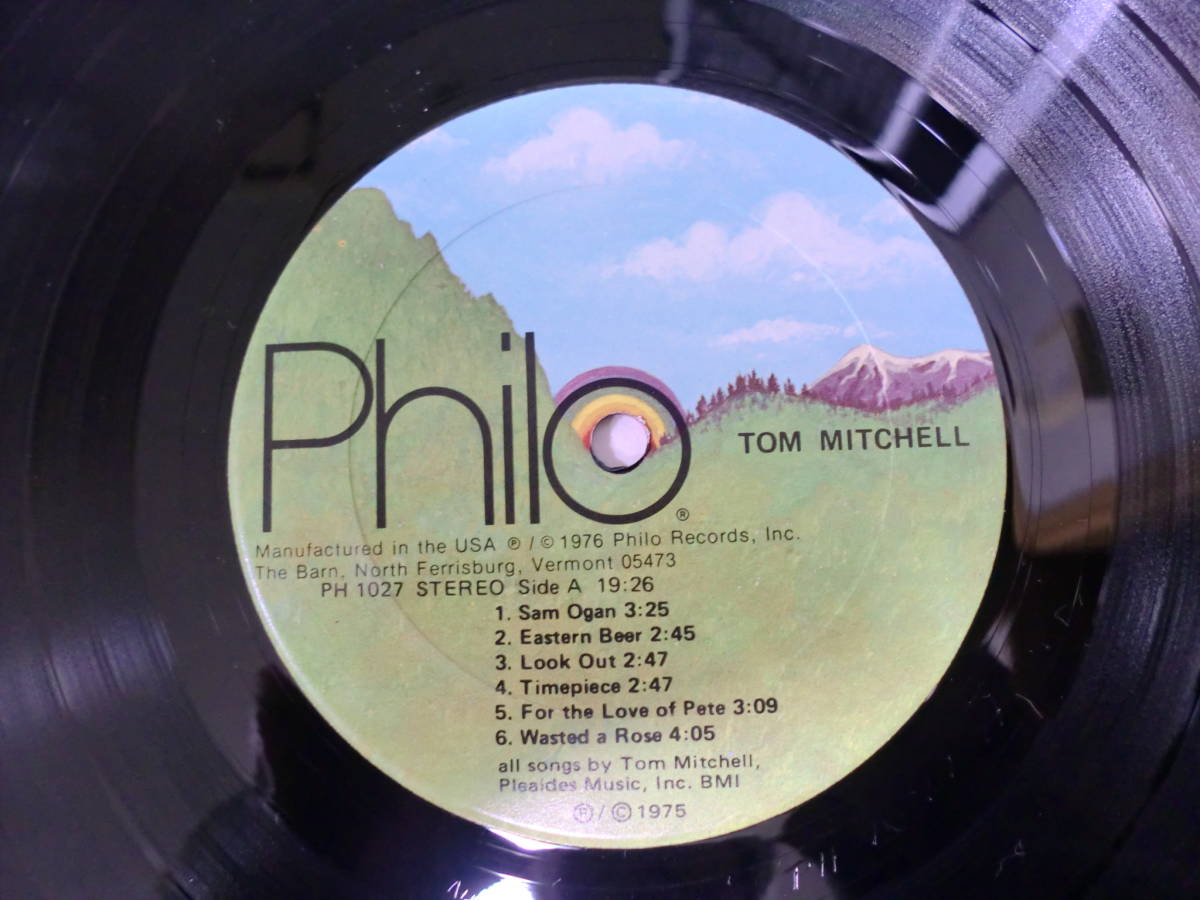 Philo®
TOM MITCHELL
Manufactured in the USA ℗/© 1976 Philo Records, Inc.
The Barn, North Ferrisburg, Vermont 05473
PH 1027 STEREO Side A 19:26
1. Sam Ogan 3:25
2. Eastern Beer 2:45
3. Look Out 2:47
4. Timepiece 2:47
5. For the Love of Pete 3:09
6. Wasted a Rose 4:05
all songs by Tom Mitchell,
Pleaides Music, Inc. BMI
℗/© 1975